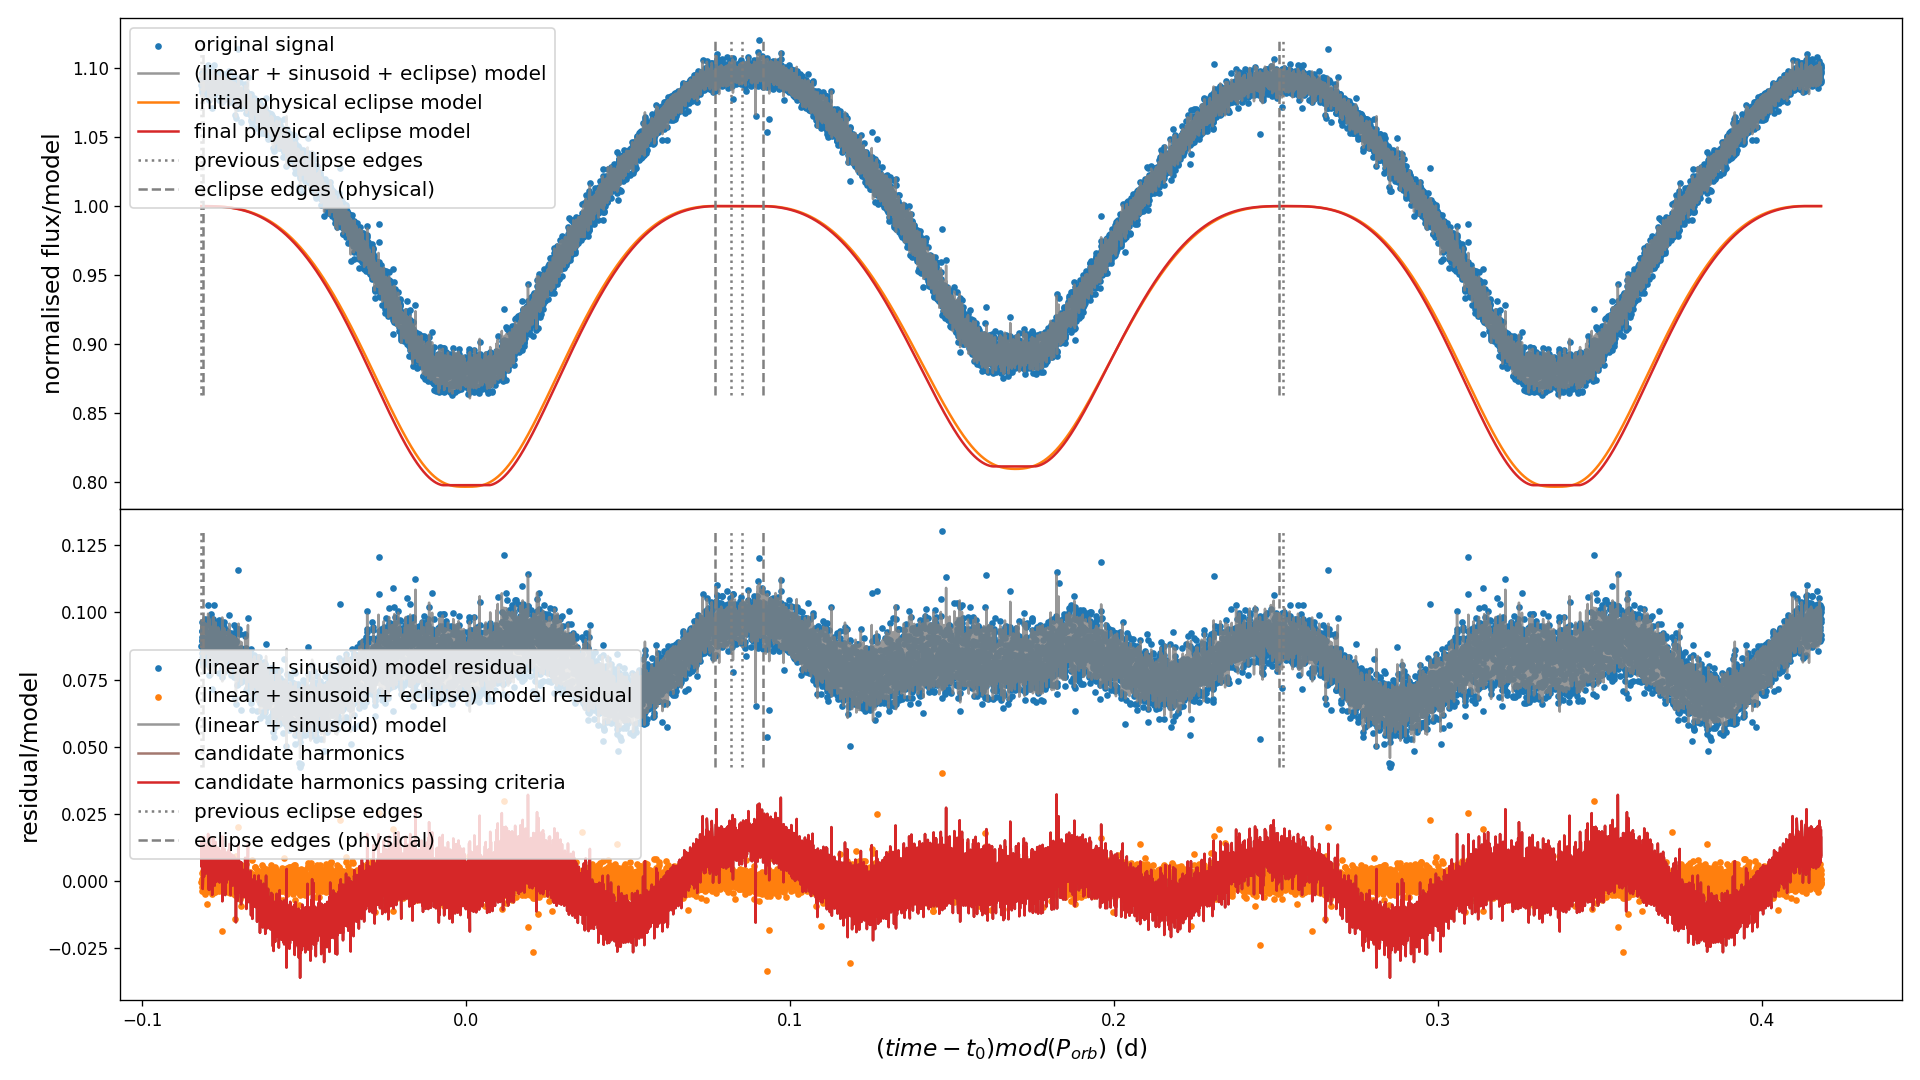 original signal
(linear + sinusoid + eclipse) model
initial physical eclipse model
final physical eclipse model
previous eclipse edges
eclipse edges (physical)
normalised flux/model
1.10
1.05
1.00
0.95
0.90
0.85
0.80
(linear + sinusoid) model residual
(linear + sinusoid + eclipse) model residual
(linear + sinusoid) model
candidate harmonics
candidate harmonics passing criteria
previous eclipse edges
eclipse edges (physical)
residual/model
0.125
0.100
0.075
0.050
0.025
0.000
−0.025
−0.1 0.0 0.1 0.2 0.3 0.4
(time − t₀)mod(P_orb) (d)